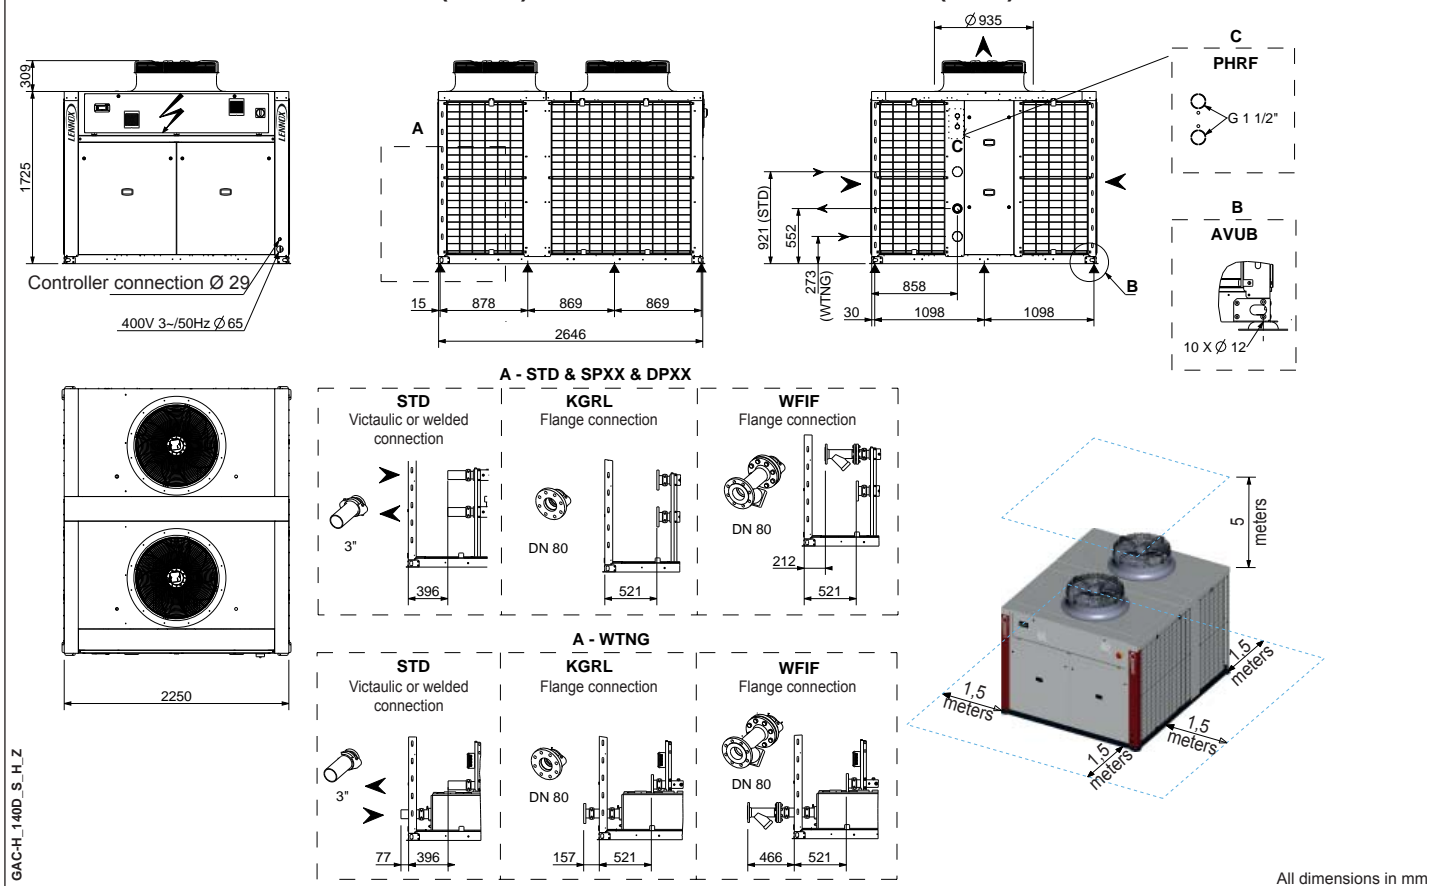 309
1725
LENNOX
LENNOX
Controller connection Ø 29
400V 3~/50Hz Ø 65
A
15
878
869
869
2646
Ø 935
C
921 (STD)
552
273
(WTNG)
858
30
1098
1098
B
C
PHRF
G 1 1/2"
B
AVUB
10 X Ø 12
2250
A - STD & SPXX & DPXX
STD
Victaulic or welded
connection
3"
396
KGRL
Flange connection
DN 80
521
WFIF
Flange connection
DN 80
212
521
A - WTNG
STD
Victaulic or welded
connection
3"
77
396
KGRL
Flange connection
DN 80
157
521
WFIF
Flange connection
DN 80
466
521
5
meters
1,5
meters
1,5
meters
1,5
meters
1,5
meters
GAC-H_140D_S_H_Z
All dimensions in mm